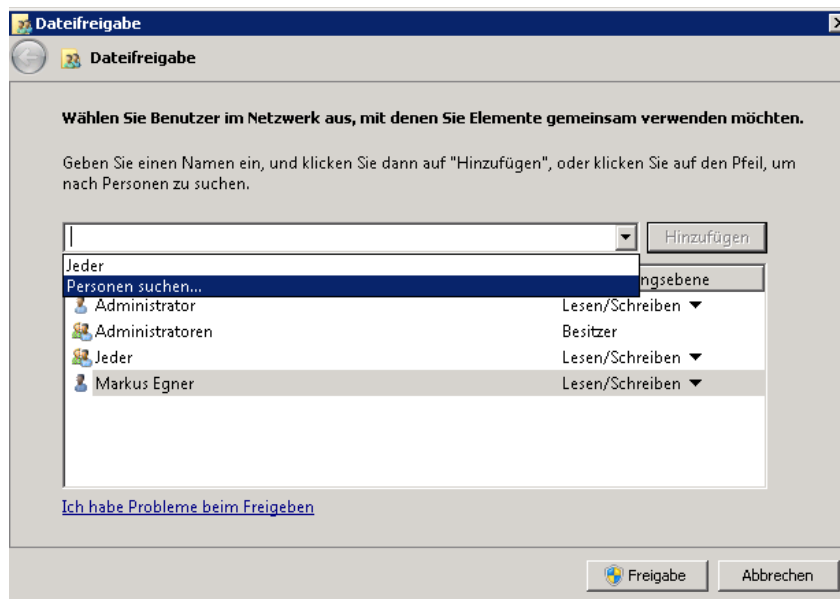 Dateifreigabe
Dateifreigabe
Wählen Sie Benutzer im Netzwerk aus, mit denen Sie Elemente gemeinsam verwenden möchten.
Geben Sie einen Namen ein, und klicken Sie dann auf "Hinzufügen", oder klicken Sie auf den Pfeil, um
nach Personen zu suchen.
Hinzufügen
Jeder
Personen suchen...
ngsebene
Administrator Lesen/Schreiben
Administratoren Besitzer
Jeder Lesen/Schreiben
Markus Egner Lesen/Schreiben
Ich habe Probleme beim Freigeben
Freigabe Abbrechen